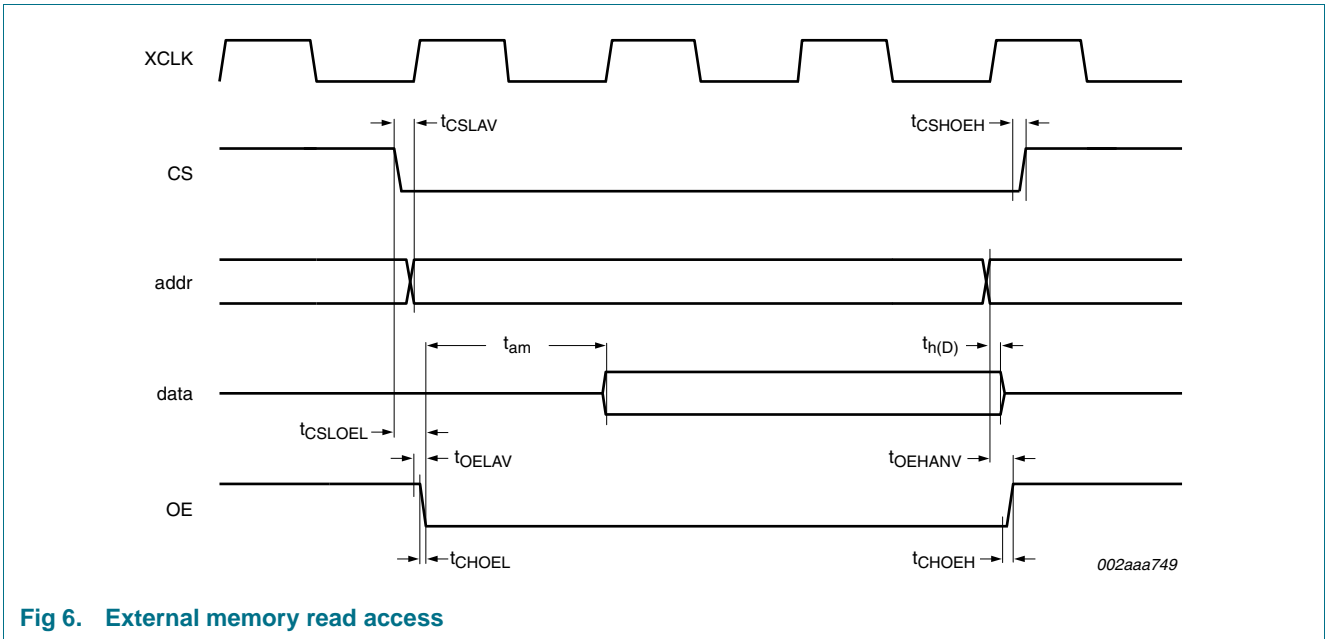 XCLK
tCSLAV
tCSHOEH
CS
addr
tam
th(D)
data
tCSLOEL
tOELAV
tOEHANV
OE
tCHOEL
tCHOEH
002aaa749
Fig 6. External memory read access